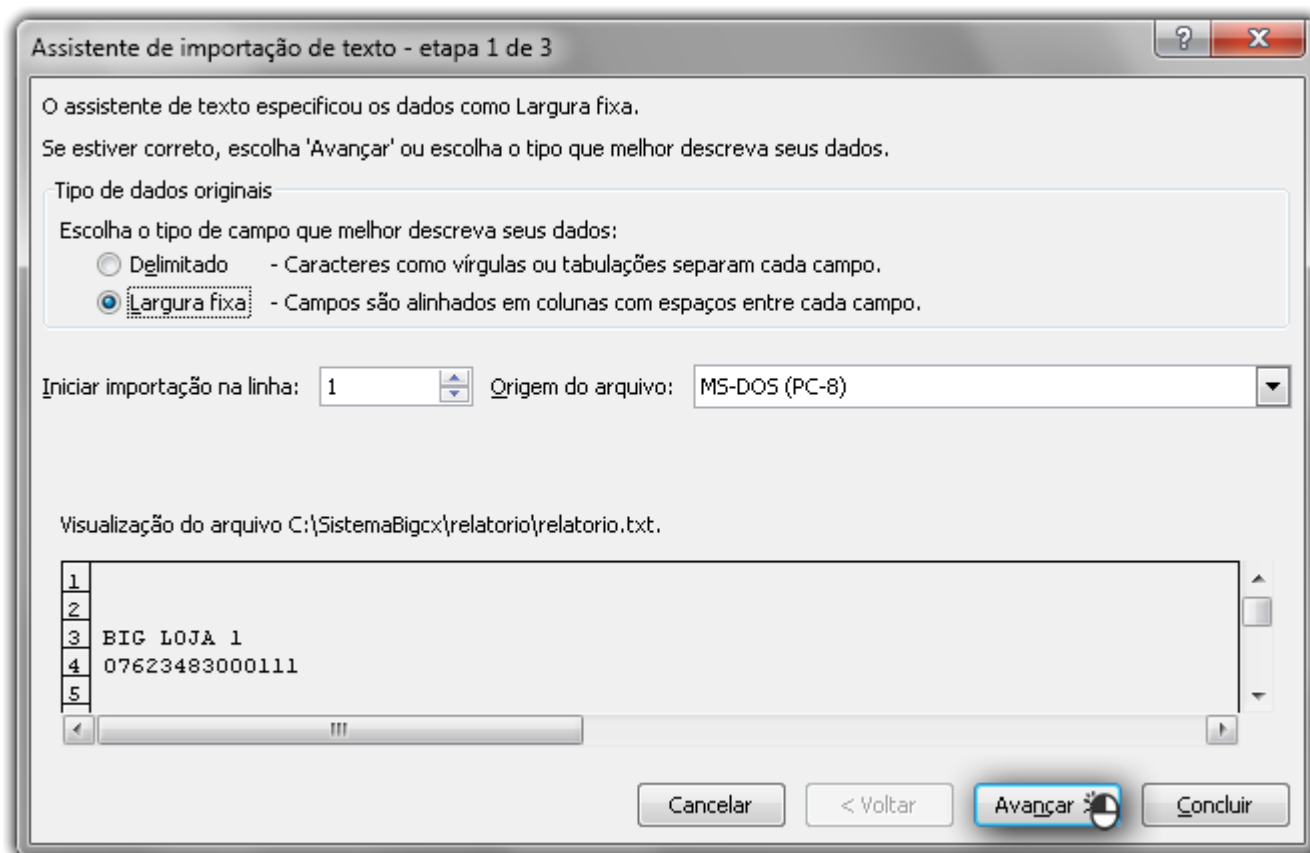 Assistente de importação de texto - etapa 1 de 3
O assistente de texto especificou os dados como Largura fixa.
Se estiver correto, escolha 'Avançar' ou escolha o tipo que melhor descreva seus dados.
Tipo de dados originais
Escolha o tipo de campo que melhor descreva seus dados:
Delimitado - Caracteres como vírgulas ou tabulações separam cada campo.
Largura fixa - Campos são alinhados em colunas com espaços entre cada campo.
Iniciar importação na linha: 1 Origem do arquivo: MS-DOS (PC-8)
Visualização do arquivo C:\SistemaBigcx\relatorio\relatorio.txt.
1
2
3 BIG LOJA 1
4 07623483000111
5
Cancelar < Voltar Avançar Concluir